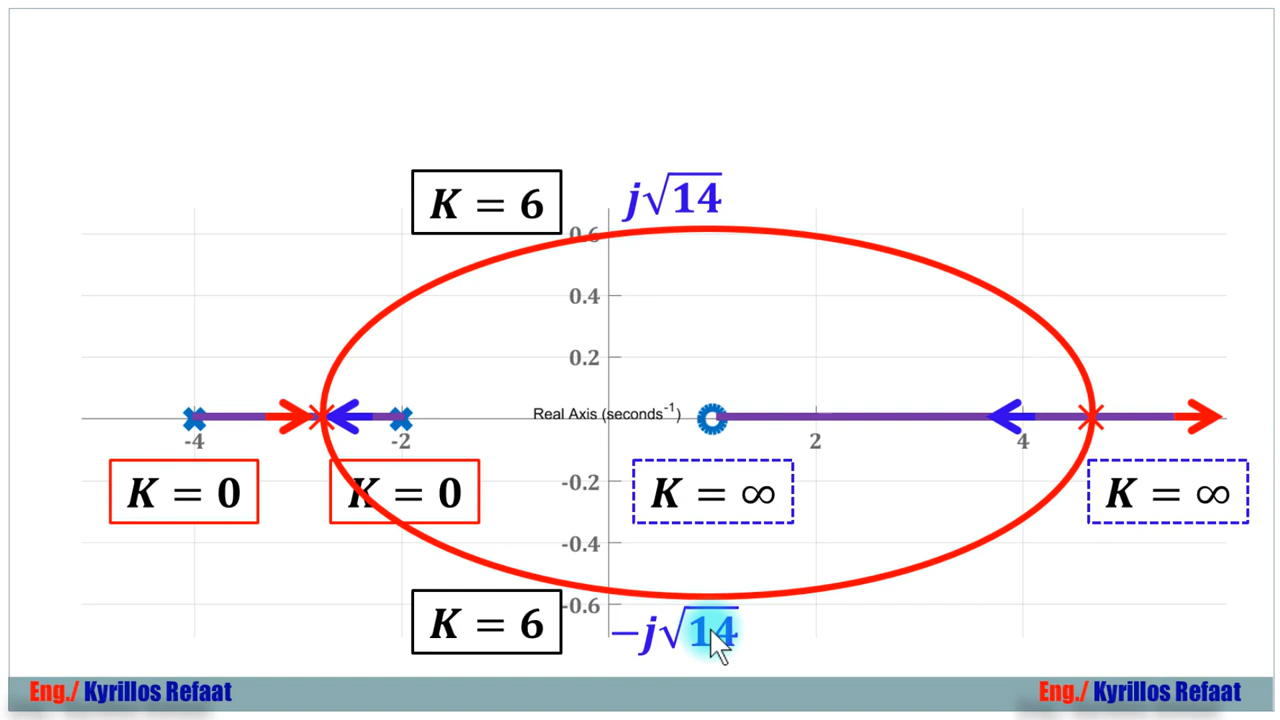 K = 6
j√14
0.6
0.4
0.2
Real Axis (seconds⁻¹)
-4
-2
2
4
K = 0
K = 0
-0.2
K = ∞
K = ∞
-0.4
-0.6
K = 6
−j√14
Eng./ Kyrillos Refaat
Eng./ Kyrillos Refaat